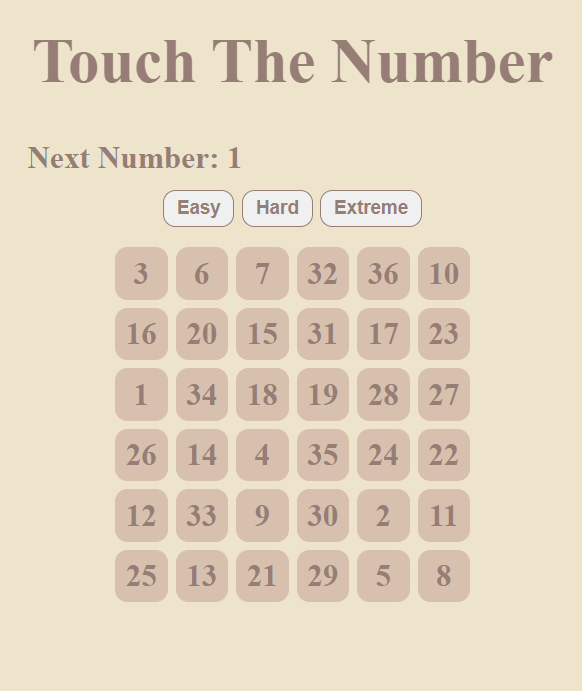 Touch The Number
Next Number: 1
Easy Hard Extreme
3 6 7 32 36 10
16 20 15 31 17 23
1 34 18 19 28 27
26 14 4 35 24 22
12 33 9 30 2 11
25 13 21 29 5 8